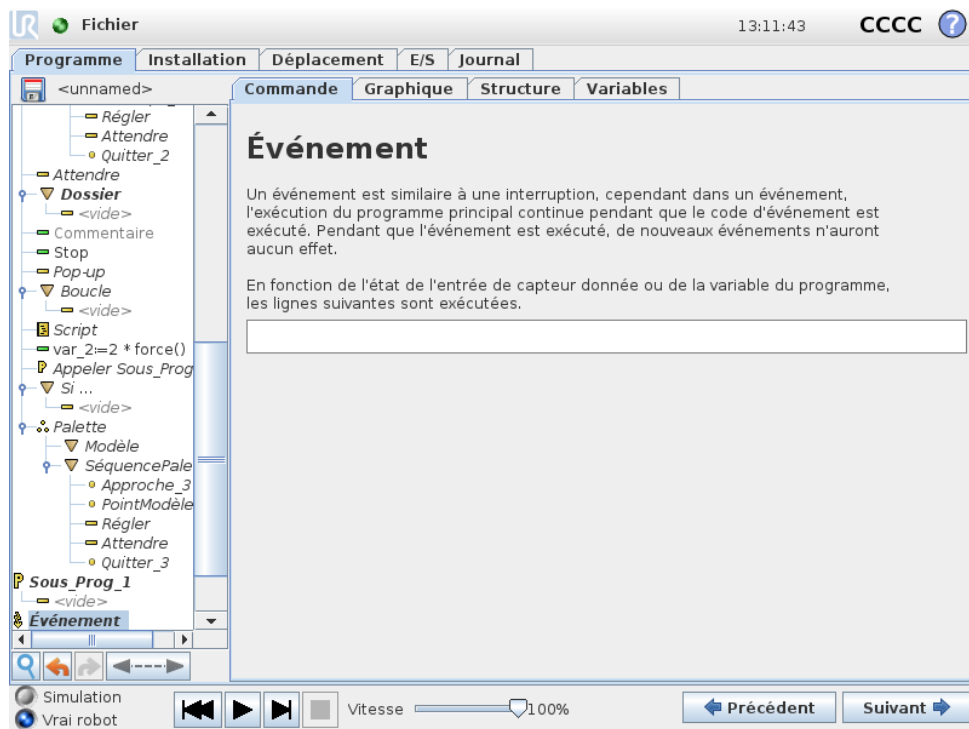 UR Fichier 13:11:43 CCCC ?
Programme Installation Déplacement E/S Journal
<unnamed>
Commande Graphique Structure Variables
Régler
Attendre
Quitter_2
Attendre
Dossier
<vide>
Commentaire
Stop
Pop-up
Boucle
<vide>
Script
var_2:=2 * force()
Appeler Sous_Prog
Si ...
<vide>
Palette
Modèle
SéquencePale
Approche_3
PointModèle
Régler
Attendre
Quitter_3
Sous_Prog_1
<vide>
Événement
Événement
Un événement est similaire à une interruption, cependant dans un événement,
l'exécution du programme principal continue pendant que le code d'événement est
exécuté. Pendant que l'événement est exécuté, de nouveaux événements n'auront
aucun effet.
En fonction de l'état de l'entrée de capteur donnée ou de la variable du programme,
les lignes suivantes sont exécutées.
Simulation
Vrai robot
Vitesse 100%
Précédent Suivant